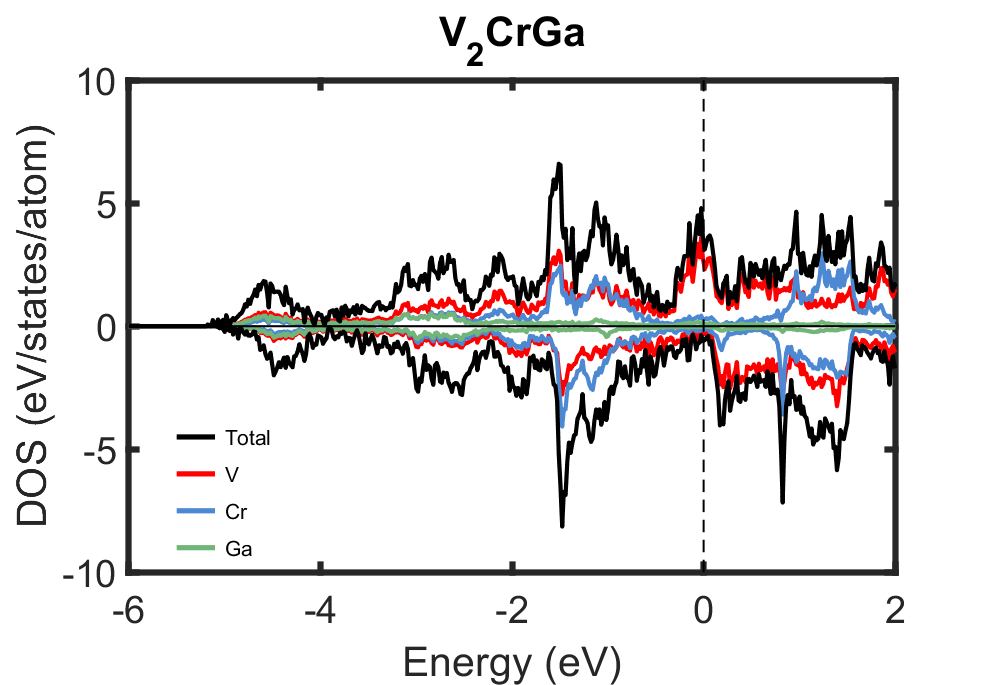 V₂CrGa
DOS (eV/states/atom)
10
5
0
-5
-10
Total
V
Cr
Ga
-6 -4 -2 0 2
Energy (eV)